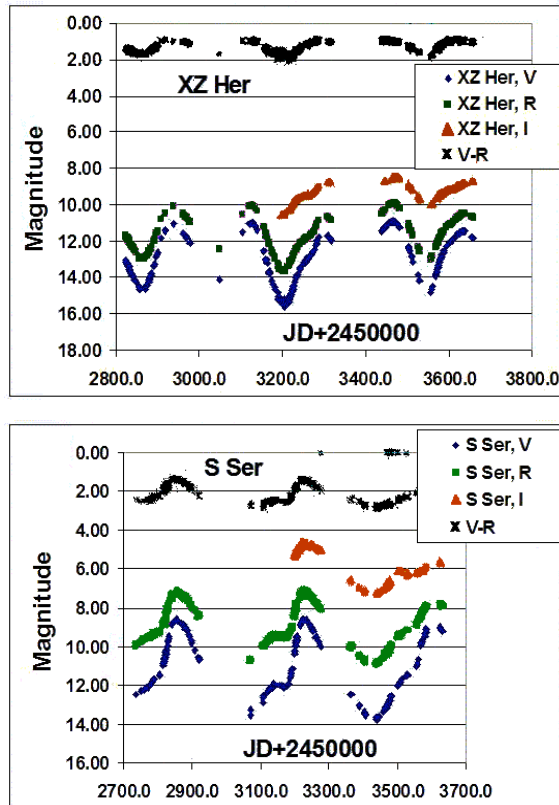 0.00
2.00
4.00
6.00
8.00
10.00
12.00
14.00
16.00
18.00
Magnitude
XZ Her
XZ Her, V
XZ Her, R
XZ Her, I
V-R
JD+2450000
2800.0 3000.0 3200.0 3400.0 3600.0 3800.0
0.00
2.00
4.00
6.00
8.00
10.00
12.00
14.00
16.00
Magnitude
S Ser
S Ser, V
S Ser, R
S Ser, I
V-R
JD+2450000
2700.0 2900.0 3100.0 3300.0 3500.0 3700.0